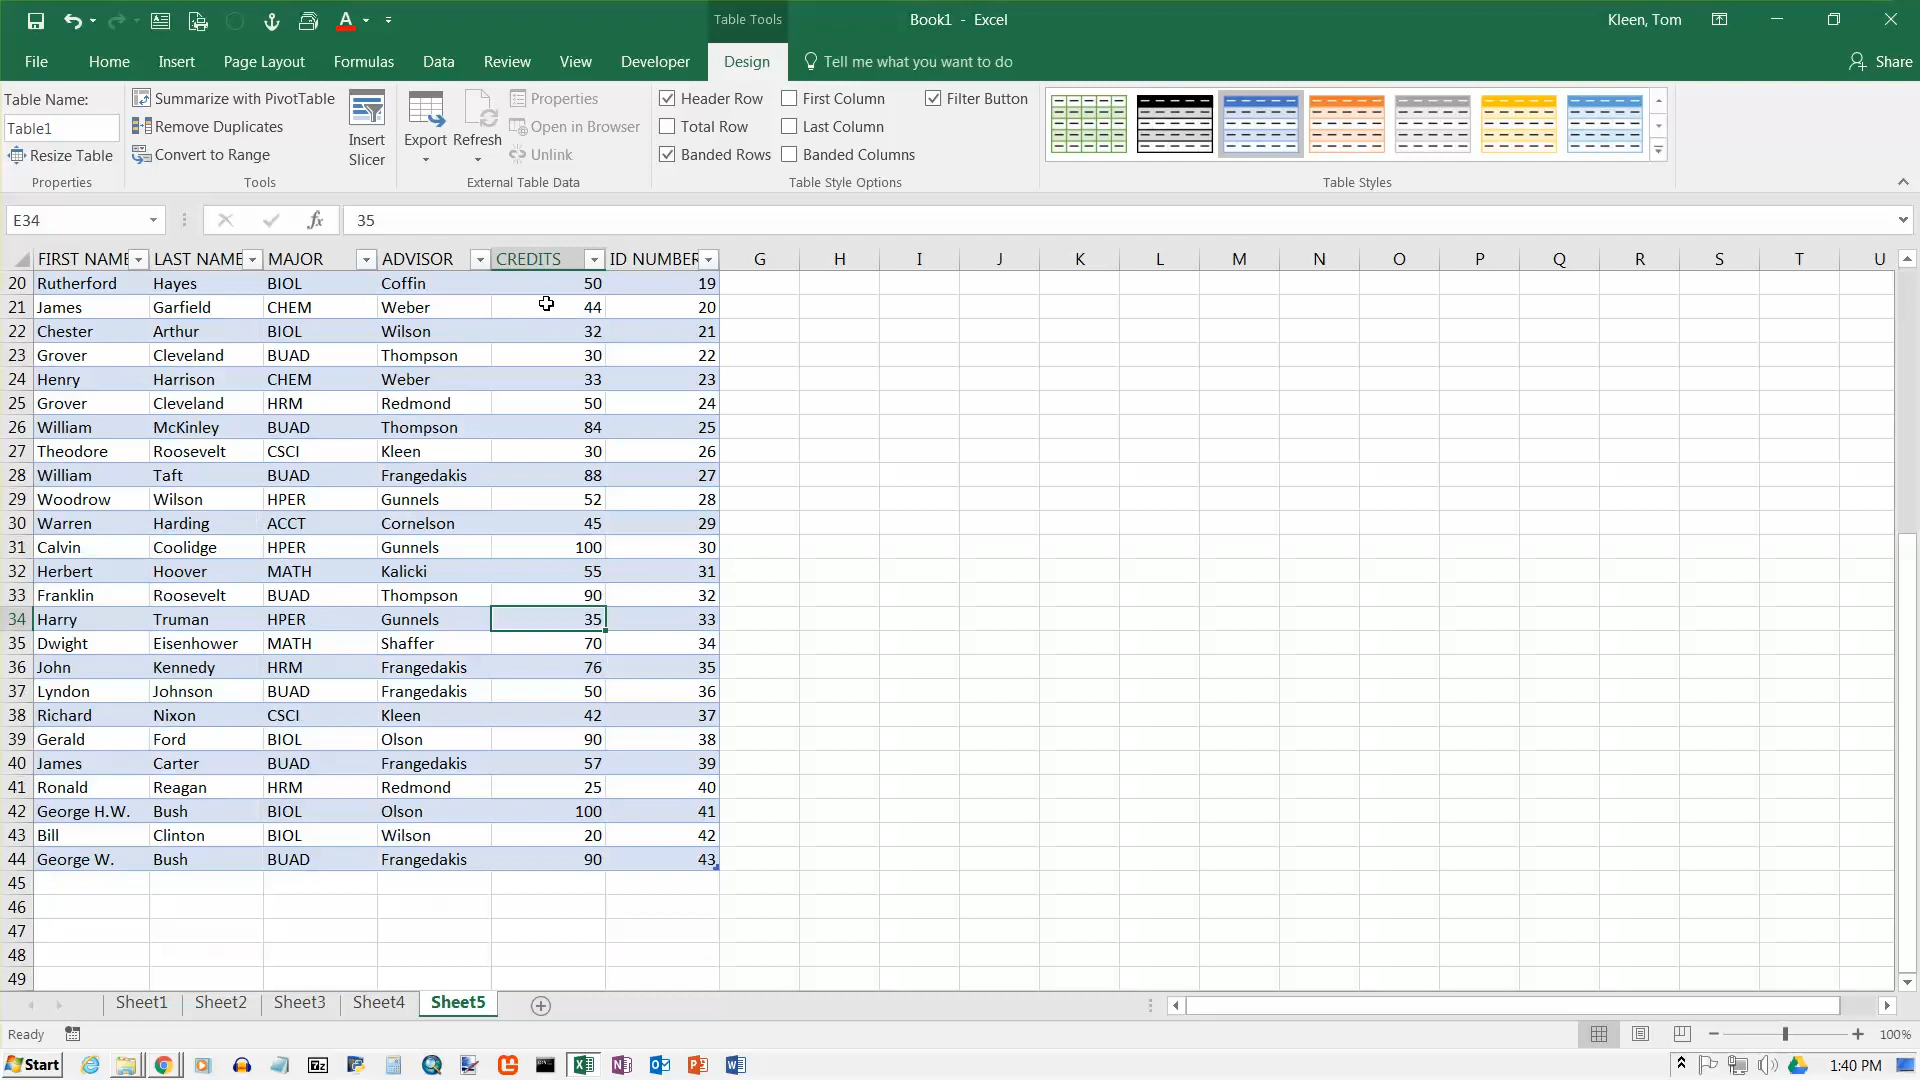 Table Tools
Book1 - Excel
Kleen, Tom
File Home Insert Page Layout Formulas Data Review View Developer Design Tell me what you want to do Share
Table Name:
Table1
Resize Table
Properties
Summarize with PivotTable
Remove Duplicates
Convert to Range
Tools
Insert
Slicer
Export
Refresh
Properties
Open in Browser
Unlink
External Table Data
Header Row
Total Row
Banded Rows
First Column
Last Column
Banded Columns
Filter Button
Table Style Options
Table Styles
E34 fx 35
FIRST NAME LAST NAME MAJOR ADVISOR CREDITS ID NUMBER G H I J K L M N O P Q R S T U
20 Rutherford Hayes BIOL Coffin 50 19
21 James Garfield CHEM Weber 44 20
22 Chester Arthur BIOL Wilson 32 21
23 Grover Cleveland BUAD Thompson 30 22
24 Henry Harrison CHEM Weber 33 23
25 Grover Cleveland HRM Redmond 50 24
26 William McKinley BUAD Thompson 84 25
27 Theodore Roosevelt CSCI Kleen 30 26
28 William Taft BUAD Frangedakis 88 27
29 Woodrow Wilson HPER Gunnels 52 28
30 Warren Harding ACCT Cornelson 45 29
31 Calvin Coolidge HPER Gunnels 100 30
32 Herbert Hoover MATH Kalicki 55 31
33 Franklin Roosevelt BUAD Thompson 90 32
34 Harry Truman HPER Gunnels 35 33
35 Dwight Eisenhower MATH Shaffer 70 34
36 John Kennedy HRM Frangedakis 76 35
37 Lyndon Johnson BUAD Frangedakis 50 36
38 Richard Nixon CSCI Kleen 42 37
39 Gerald Ford BIOL Olson 90 38
40 James Carter BUAD Frangedakis 57 39
41 Ronald Reagan HRM Redmond 25 40
42 George H.W. Bush BIOL Olson 100 41
43 Bill Clinton BIOL Wilson 20 42
44 George W. Bush BUAD Frangedakis 90 43
45
46
47
48
49
Sheet1 Sheet2 Sheet3 Sheet4 Sheet5
Ready 100%
Start 1:40 PM